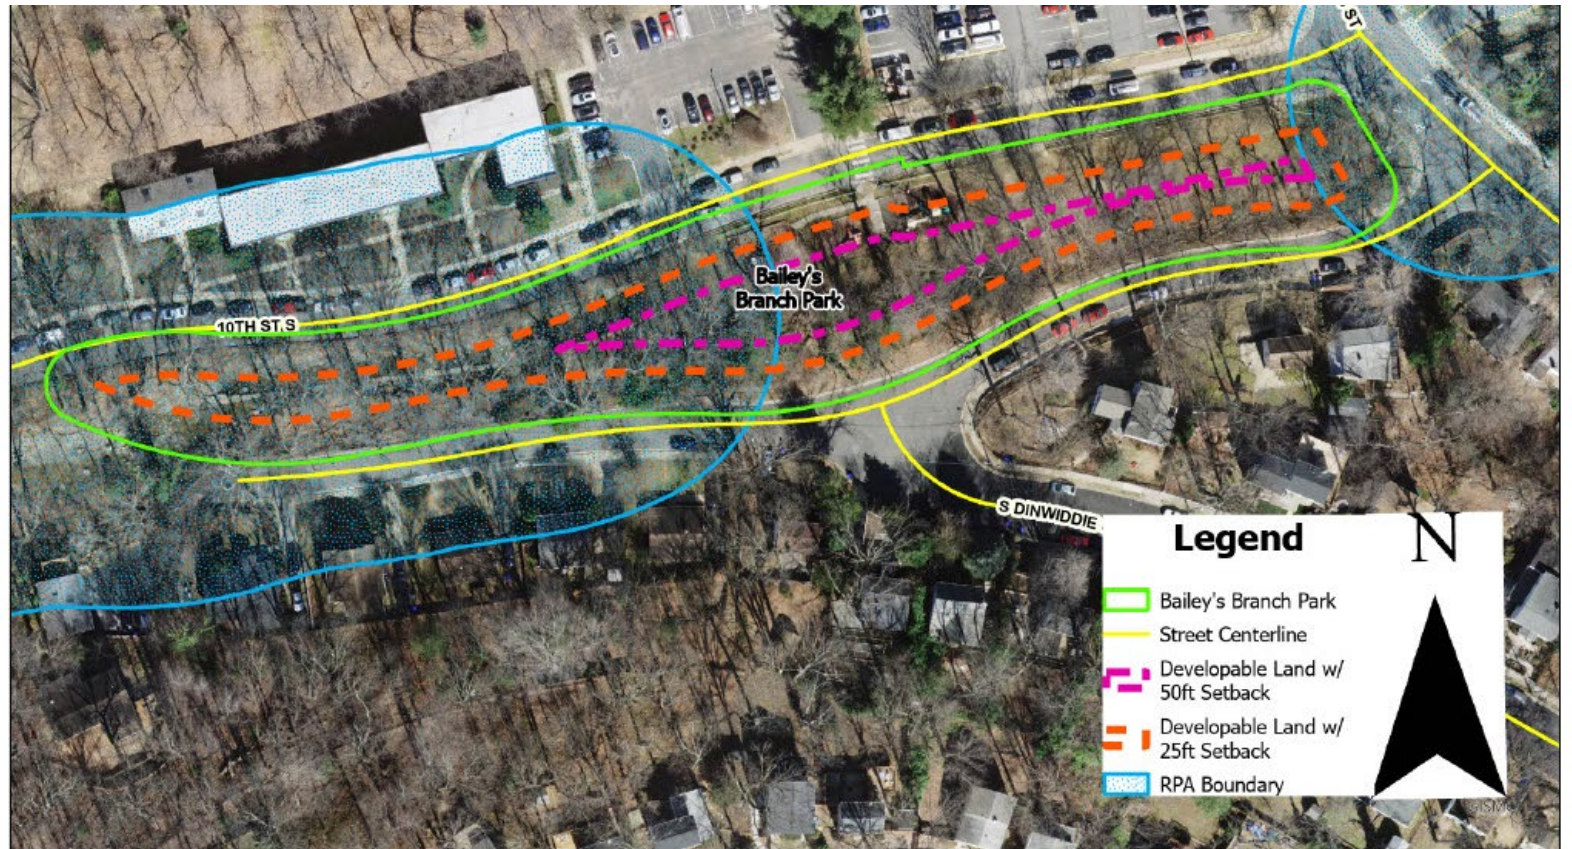 ST
10TH ST S
Bailey's
Branch Park
S DINWIDDIE
Legend
N
Bailey's Branch Park
Street Centerline
Developable Land w/
50ft Setback
Developable Land w/
25ft Setback
RPA Boundary